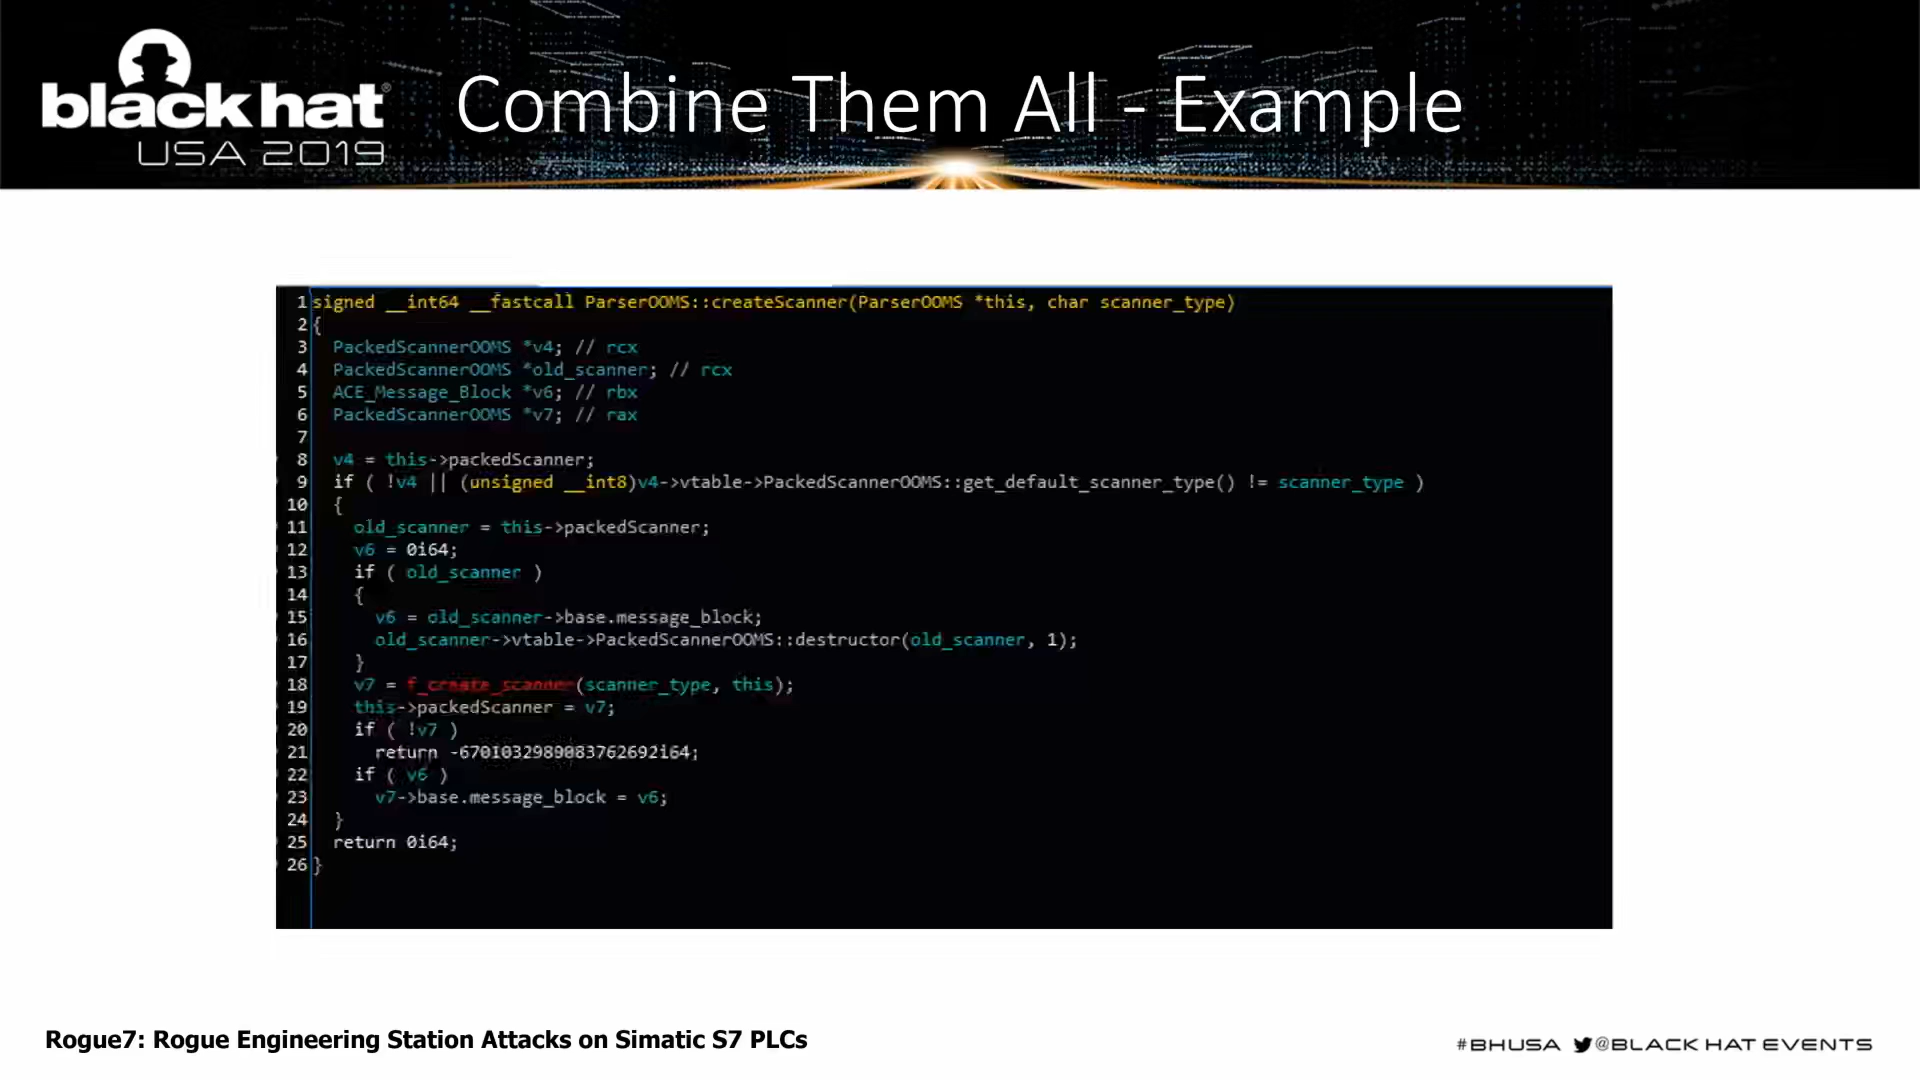 blackhat®
USA 2019
Combine Them All - Example
1 signed __int64 __fastcall ParserOOMS::createScanner(ParserOOMS *this, char scanner_type)
2 {
3 PackedScannerOOMS *v4; // rcx
4 PackedScannerOOMS *old_scanner; // rcx
5 ACE_Message_Block *v6; // rbx
6 PackedScannerOOMS *v7; // rax
7
8 v4 = this->packedScanner;
9 if ( !v4 || (unsigned __int8)v4->vtable->PackedScannerOOMS::get_default_scanner_type() != scanner_type )
10 {
11 old_scanner = this->packedScanner;
12 v6 = 0i64;
13 if ( old_scanner )
14 {
15 v6 = old_scanner->base.message_block;
16 old_scanner->vtable->PackedScannerOOMS::destructor(old_scanner, 1);
17 }
18 v7 = f_create_scanner(scanner_type, this);
19 this->packedScanner = v7;
20 if ( !v7 )
21 return
22 if ( v6 )
23 v7->base.message_block = v6;
24 }
25 return 0i64;
26 }
Rogue7: Rogue Engineering Station Attacks on Simatic S7 PLCs
#BHUSA @BLACK HAT EVENTS